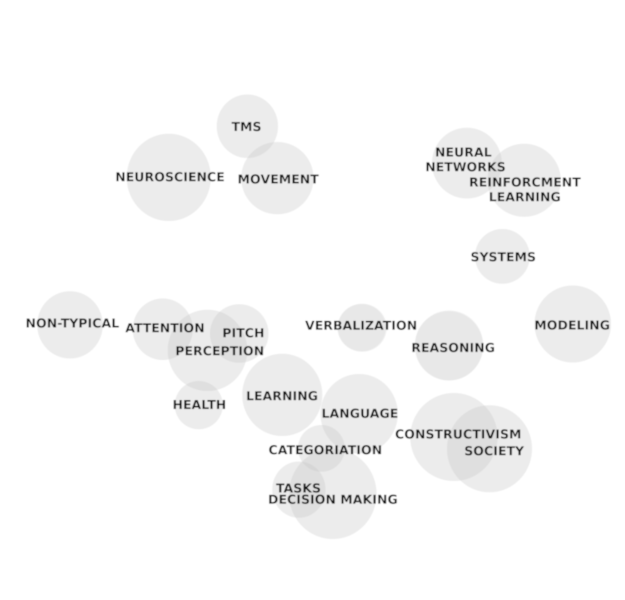 TMS
NEUROSCIENCE
MOVEMENT
NEURAL
NETWORKS
REINFORCMENT
LEARNING
SYSTEMS
NON-TYPICAL
ATTENTION
PITCH
PERCEPTION
VERBALIZATION
REASONING
MODELING
HEALTH
LEARNING
LANGUAGE
CONSTRUCTIVISM
SOCIETY
CATEGORIATION
TASKS
DECISION MAKING